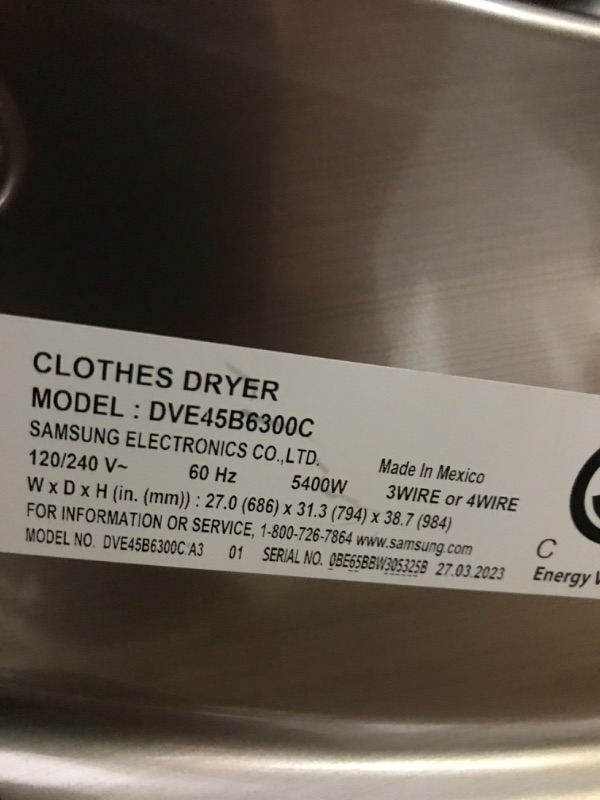 CLOTHES DRYER
MODEL : DVE45B6300C
SAMSUNG ELECTRONICS CO.,LTD. Made In Mexico
120/240 V~ 60 Hz 5400W 3WIRE or 4WIRE
W x D x H (in. (mm)) : 27.0 (686) x 31.3 (794) x 38.7 (984)
FOR INFORMATION OR SERVICE, 1-800-726-7864 www.samsung.com
MODEL NO. DVE45B6300C/A3 01 SERIAL NO. 0BE65BBW305325B 27.03.2023
C
Energy